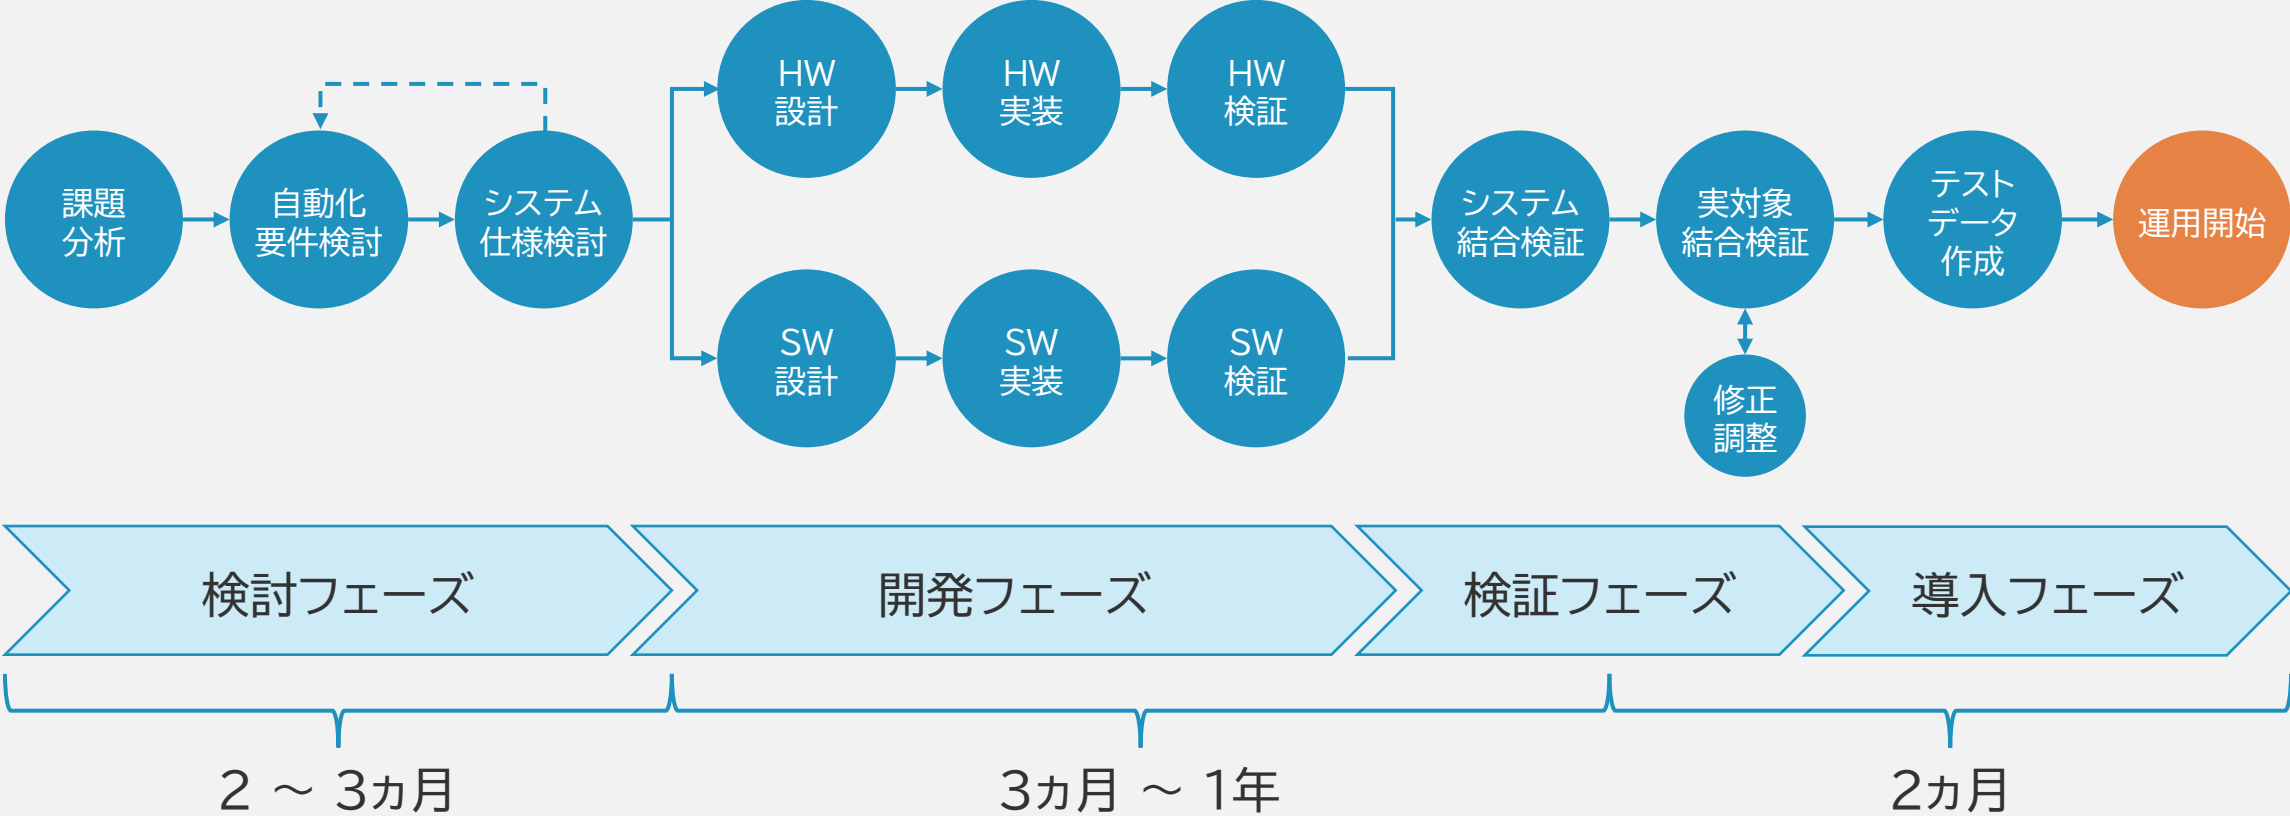 課題
分析
自動化
要件検討
システム
仕様検討
HW
設計
HW
実装
HW
検証
SW
設計
SW
実装
SW
検証
システム
結合検証
実対象
結合検証
修正
調整
テスト
データ
作成
運用開始
検討フェーズ
開発フェーズ
検証フェーズ
導入フェーズ
2 ～ 3ヵ月
3ヵ月 ～ 1年
2ヵ月